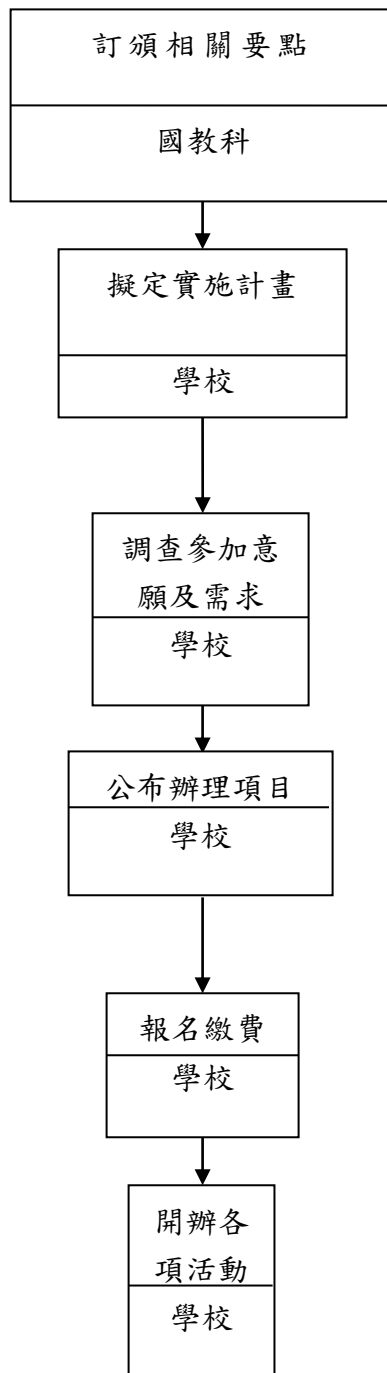 訂頒相關要點
國教科
擬定實施計畫
學校
調查參加意
願及需求
學校
公布辦理項目
學校
報名繳費
學校
開辦各
項活動
學校